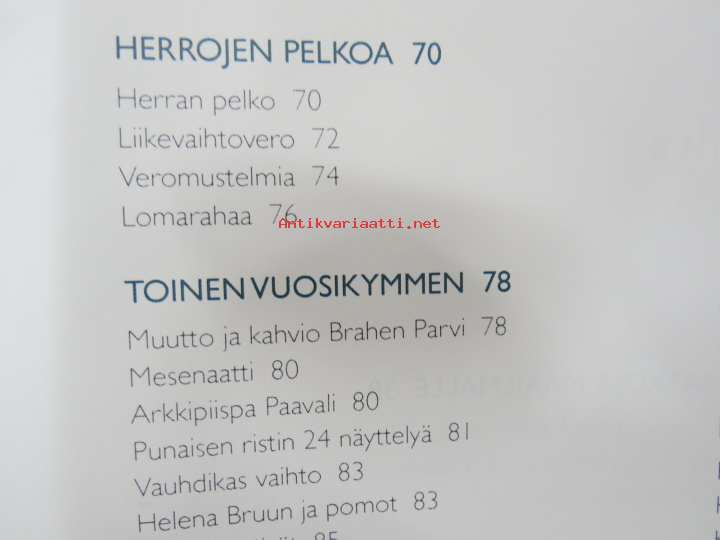 HERROJEN PELKOA 70
Herran pelko 70
Liikevaihtovero 72
Veromustelmia 74
Lomarahaa 76
Antikvariaatti.net
TOINEN VUOSIKYMMEN 78
Muutto ja kahvio Brahen Parvi 78
Mesenaatti 80
Arkkipiispa Paavali 80
Punaisen ristin 24 näyttelyä 81
Vauhdikas vaihto 83
Helena Bruun ja pomot 83
85